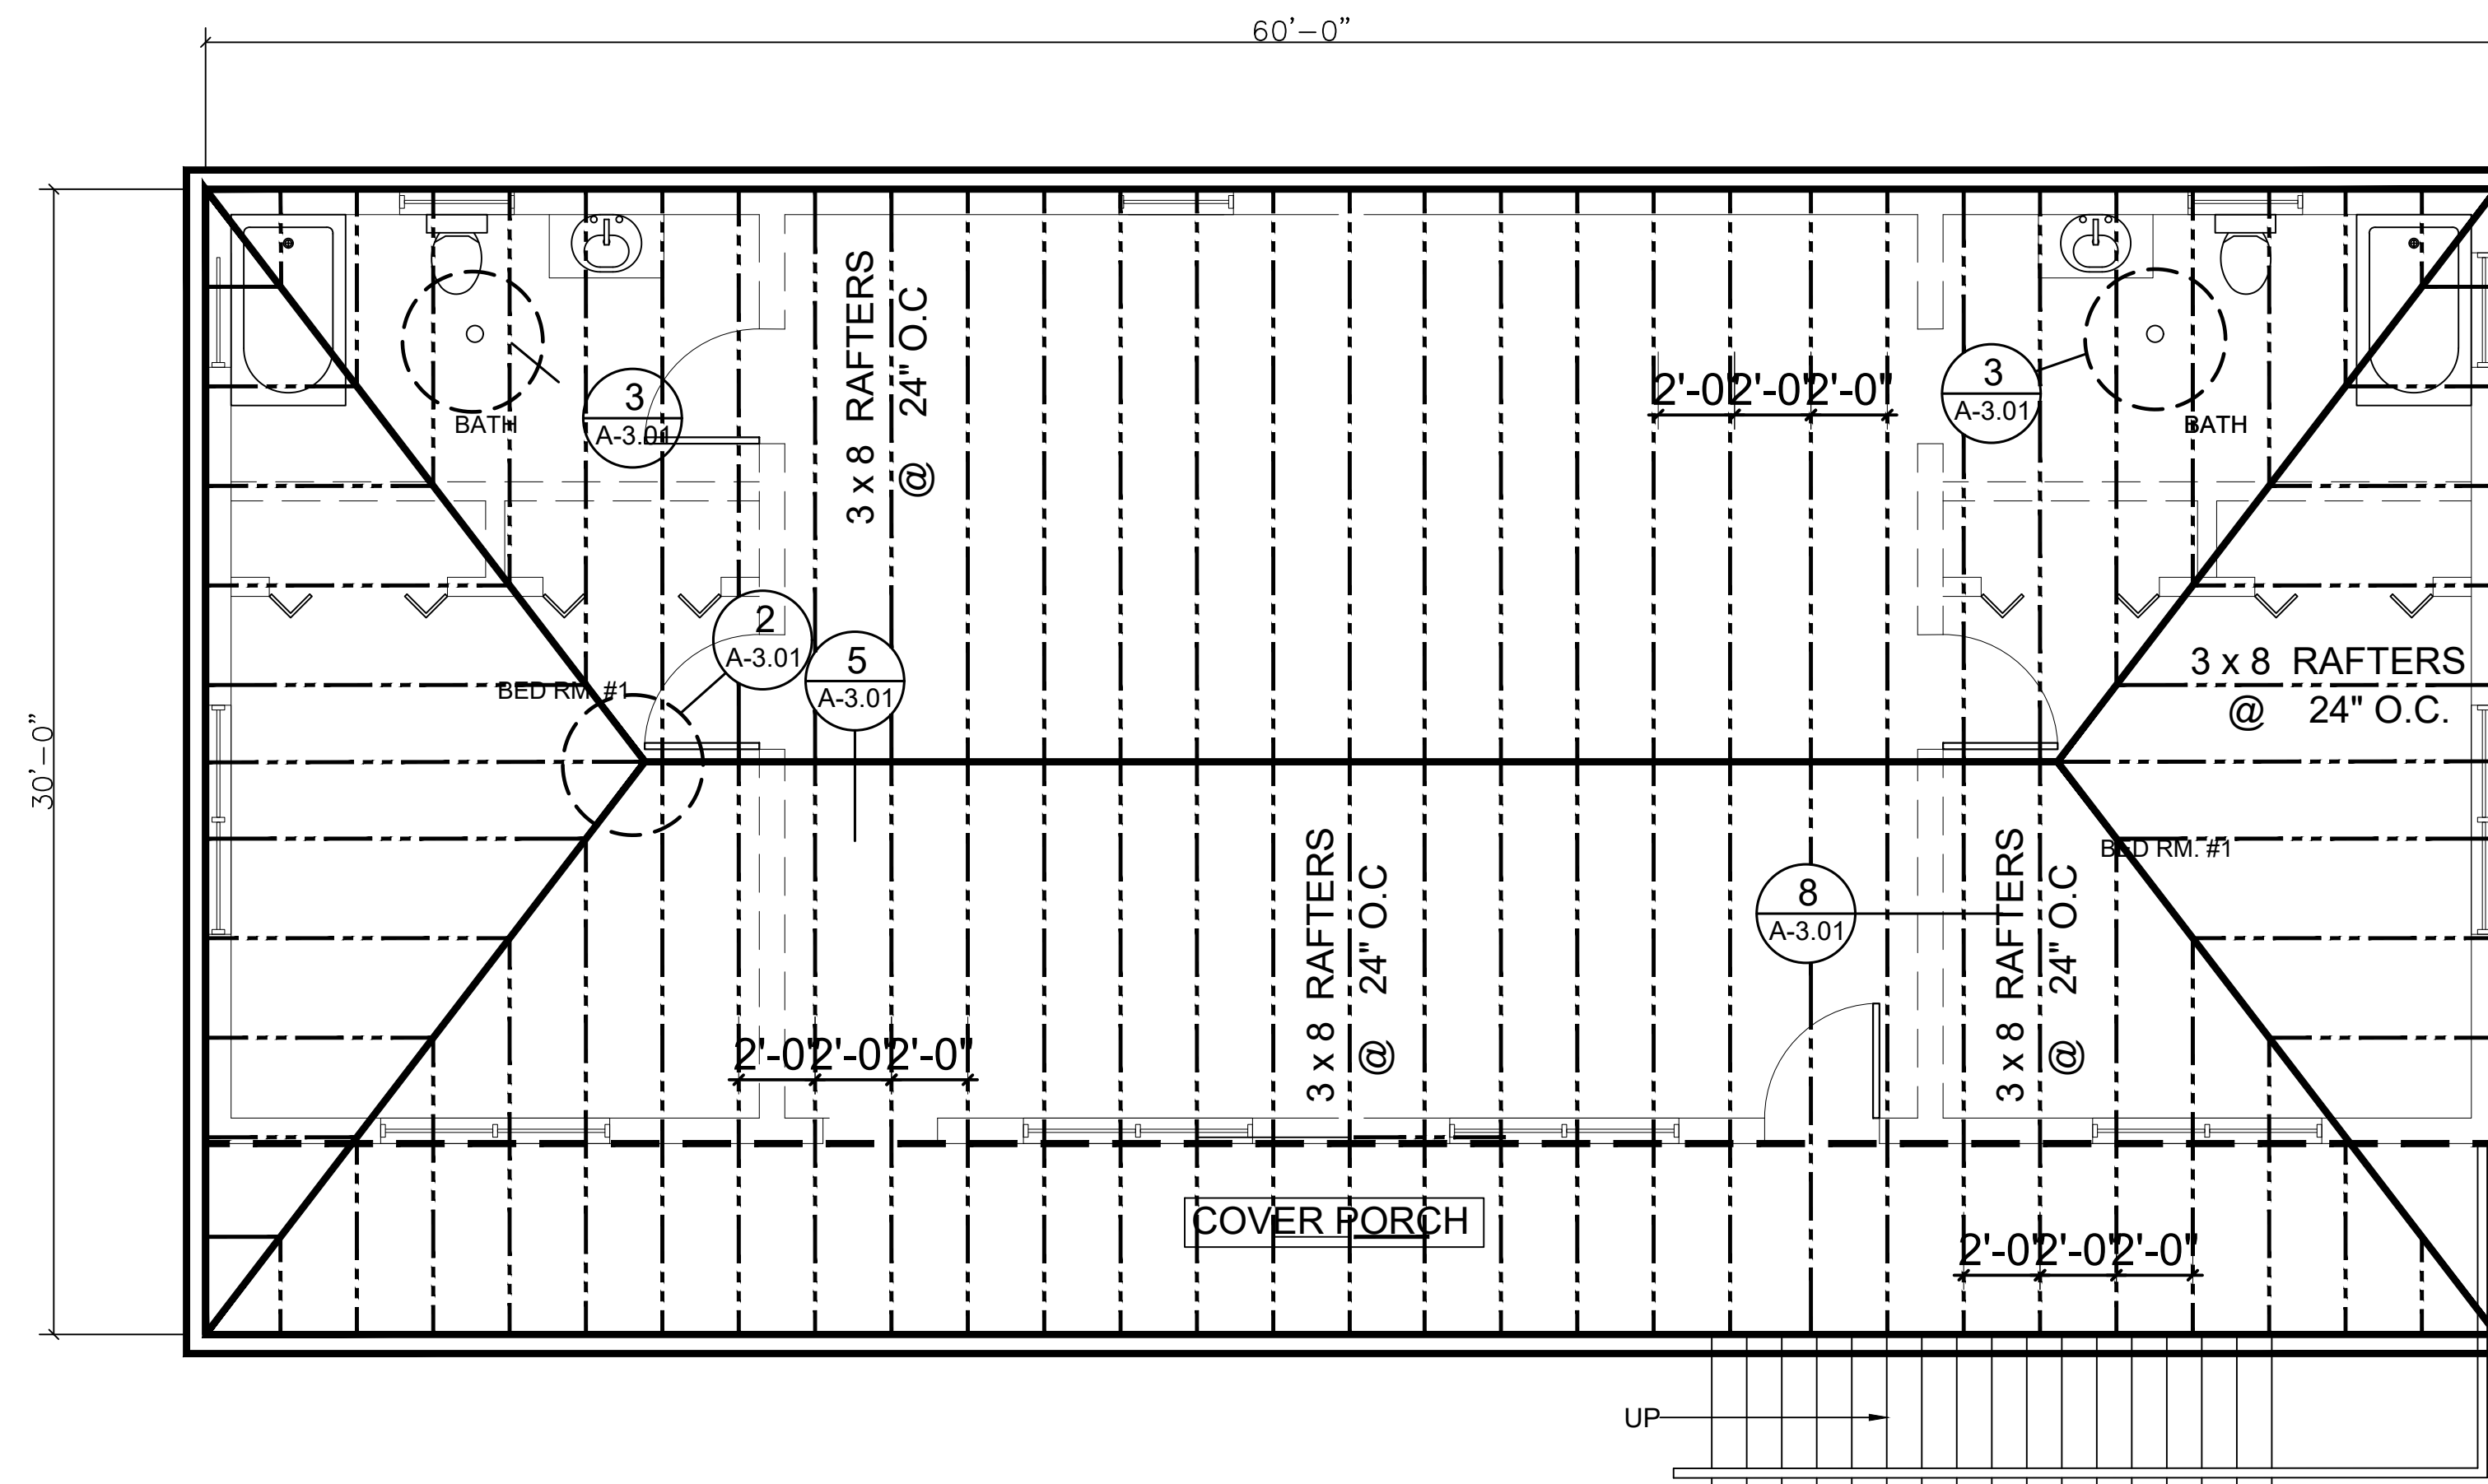 60'-0"
30'-0"
3 x 8 RAFTERS
@ 24" O.C
2'-0" 2'-0" 2'-0"
3
A-3.01
BATH
3
A-3.01
BATH
2
A-3.01
5
A-3.01
BED RM. #1
3 x 8 RAFTERS
@ 24" O.C.
BED RM. #1
8
A-3.01
3 x 8 RAFTERS
@ 24" O.C
3 x 8 RAFTERS
@ 24" O.C
2'-0" 2'-0" 2'-0"
COVER PORCH
2'-0" 2'-0" 2'-0"
UP